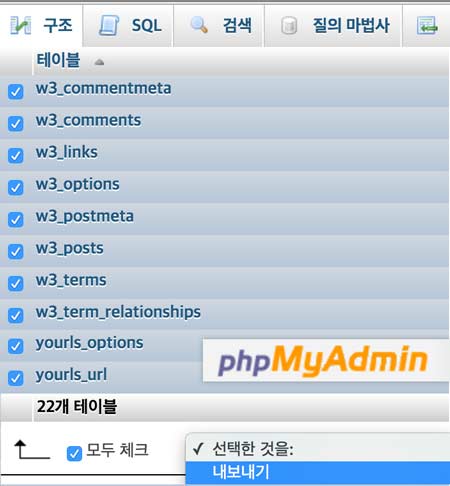 구조 SQL 검색 질의 마법사
테이블
w3_commentmeta
w3_comments
w3_links
w3_options
w3_postmeta
w3_posts
w3_terms
w3_term_relationships
yourls_options
phpMyAdmin
yourls_url
22개 테이블
모두 체크 ✓ 선택한 것을:
내보내기